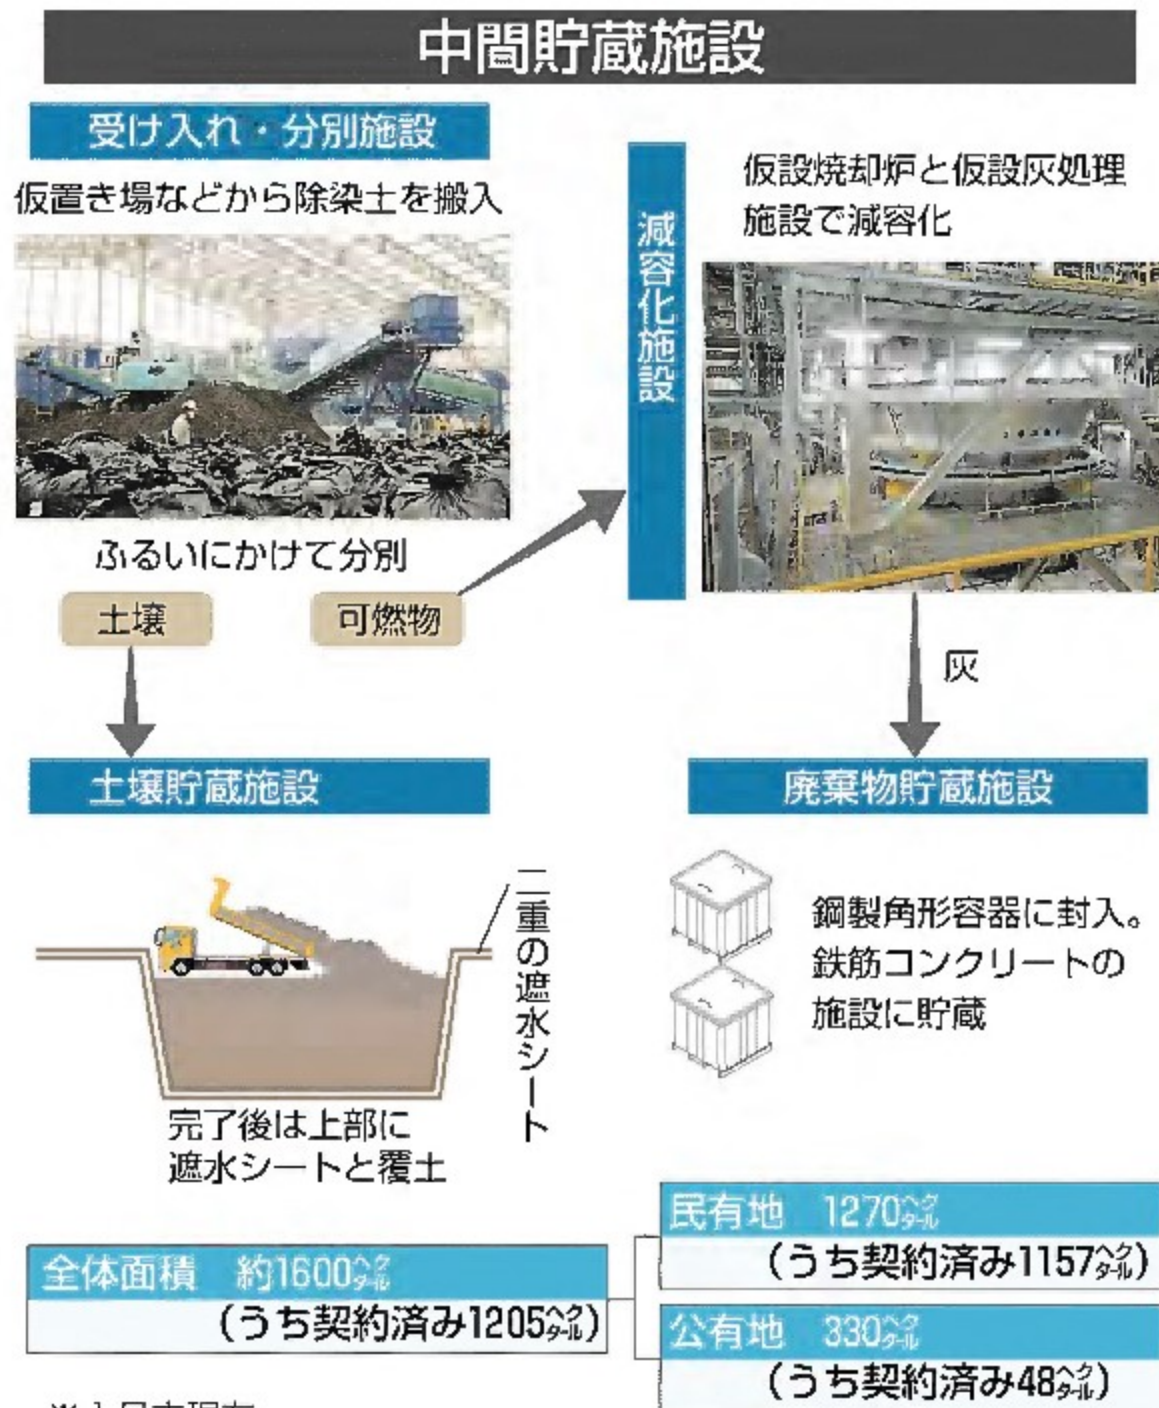 中間貯蔵施設
受け入れ・分別施設
仮置き場などから除染土を搬入
ふるいにかけて分別
土壌
可燃物
減容化施設
仮設焼却炉と仮設灰処理
施設で減容化
灰
土壌貯蔵施設
二重の遮水シート
完了後は上部に
遮水シートと覆土
廃棄物貯蔵施設
鋼製角形容器に封入。
鉄筋コンクリートの
施設に貯蔵
全体面積 約1600ヘクタール
(うち契約済み1205ヘクタール)
民有地 1270ヘクタール
(うち契約済み1157ヘクタール)
公有地 330ヘクタール
(うち契約済み48ヘクタール)